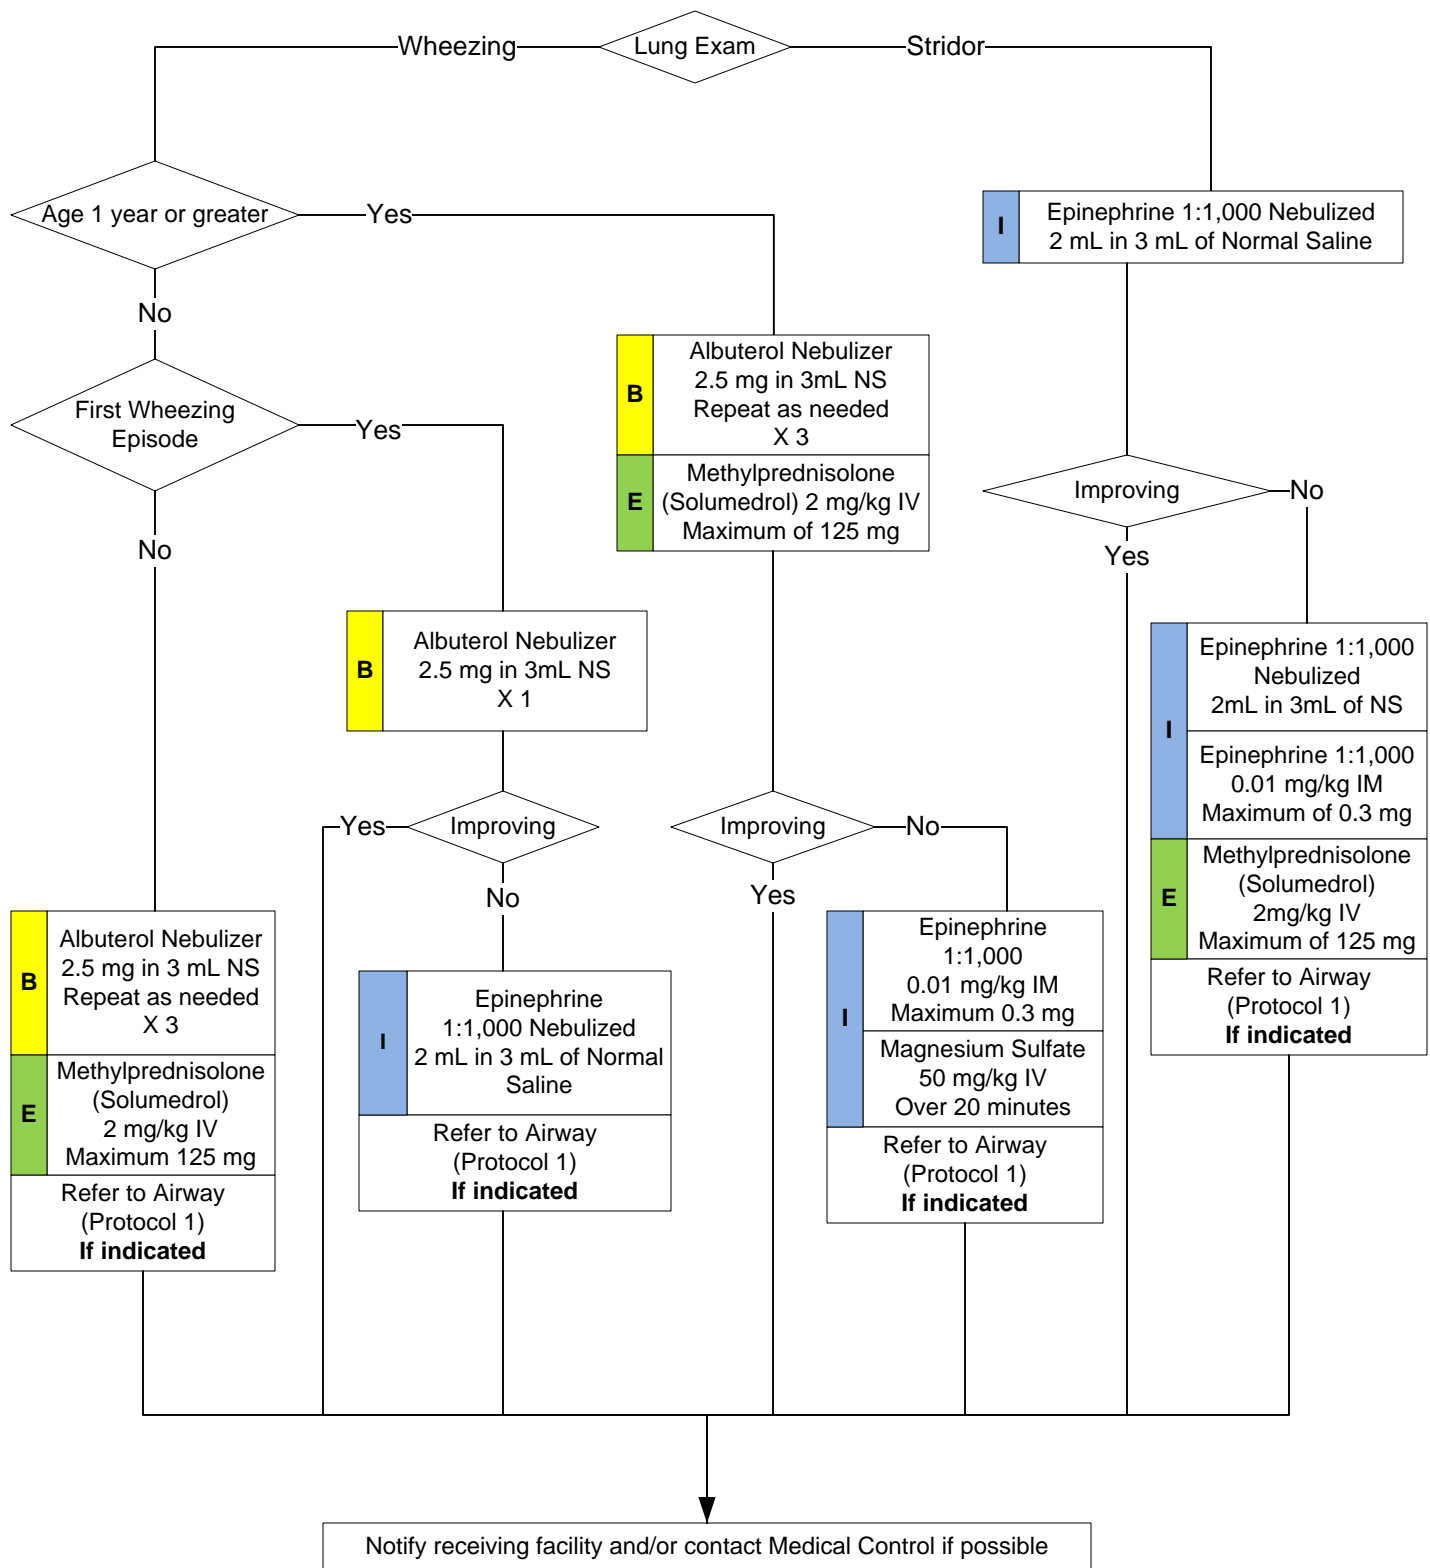 Wheezing
Lung Exam
Stridor
Age 1 year or greater
Yes
No
I
Epinephrine 1:1,000 Nebulized
2 mL in 3 mL of Normal Saline
First Wheezing
Episode
Yes
No
B
Albuterol Nebulizer
2.5 mg in 3mL NS
Repeat as needed
X 3
E
Methylprednisolone
(Solumedrol) 2 mg/kg IV
Maximum of 125 mg
Improving
No
Yes
B
Albuterol Nebulizer
2.5 mg in 3mL NS
X 1
I
Epinephrine 1:1,000
Nebulized
2mL in 3mL of NS
Epinephrine 1:1,000
0.01 mg/kg IM
Maximum of 0.3 mg
E
Methylprednisolone
(Solumedrol)
2mg/kg IV
Maximum of 125 mg
Refer to Airway
(Protocol 1)
If indicated
Yes
Improving
No
Improving
No
Yes
B
Albuterol Nebulizer
2.5 mg in 3 mL NS
Repeat as needed
X 3
E
Methylprednisolone
(Solumedrol)
2 mg/kg IV
Maximum 125 mg
Refer to Airway
(Protocol 1)
If indicated
I
Epinephrine
1:1,000 Nebulized
2 mL in 3 mL of Normal
Saline
Refer to Airway
(Protocol 1)
If indicated
I
Epinephrine
1:1,000
0.01 mg/kg IM
Maximum 0.3 mg
Magnesium Sulfate
50 mg/kg IV
Over 20 minutes
Refer to Airway
(Protocol 1)
If indicated
Notify receiving facility and/or contact Medical Control if possible